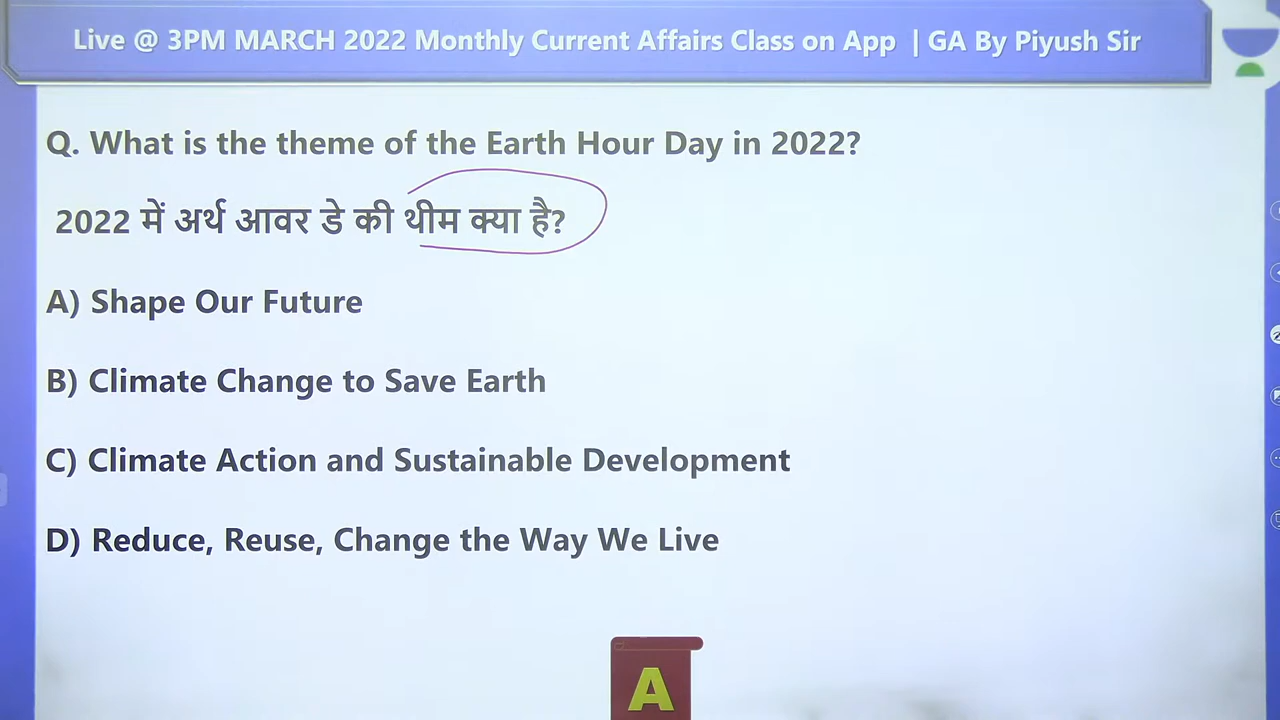 Live @ 3PM MARCH 2022 Monthly Current Affairs Class on App | GA By Piyush Sir
Q. What is the theme of the Earth Hour Day in 2022?
2022 में अर्थ आवर डे की थीम क्या है?
A) Shape Our Future
B) Climate Change to Save Earth
C) Climate Action and Sustainable Development
D) Reduce, Reuse, Change the Way We Live
A